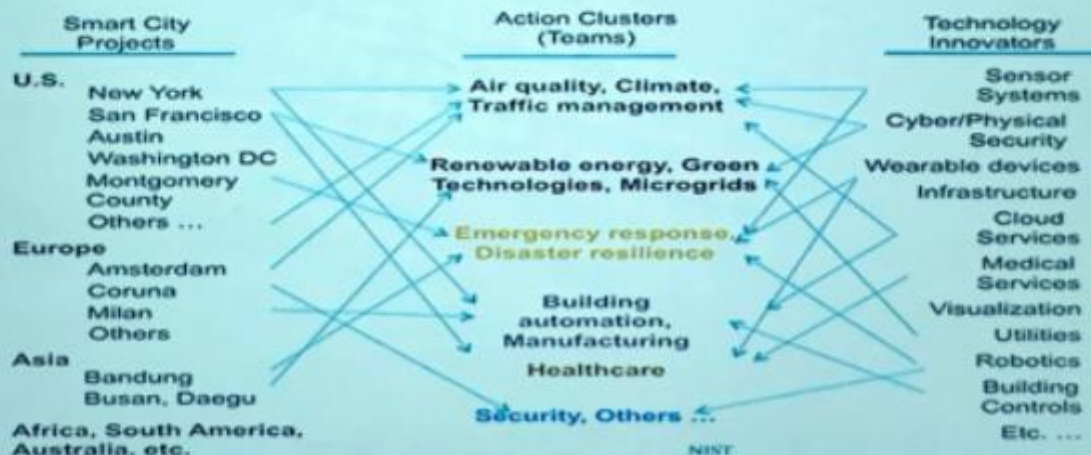 Smart City
Projects
U.S.
New York
San Francisco
Austin
Washington DC
Montgomery
County
Others ...
Europe
Amsterdam
Coruna
Milan
Others
Asia
Bandung
Busan, Daegu
Africa, South America,
Australia, etc.
Action Clusters
(Teams)
Air quality, Climate,
Traffic management
Renewable energy, Green
Technologies, Microgrids
Emergency response,
Disaster resilience
Building
automation,
Manufacturing
Healthcare
Security, Others ...
NIST
Technology
Innovators
Sensor
Systems
Cyber/Physical
Security
Wearable devices
Infrastructure
Cloud
Services
Medical
Services
Visualization
Utilities
Robotics
Building
Controls
Etc. ...